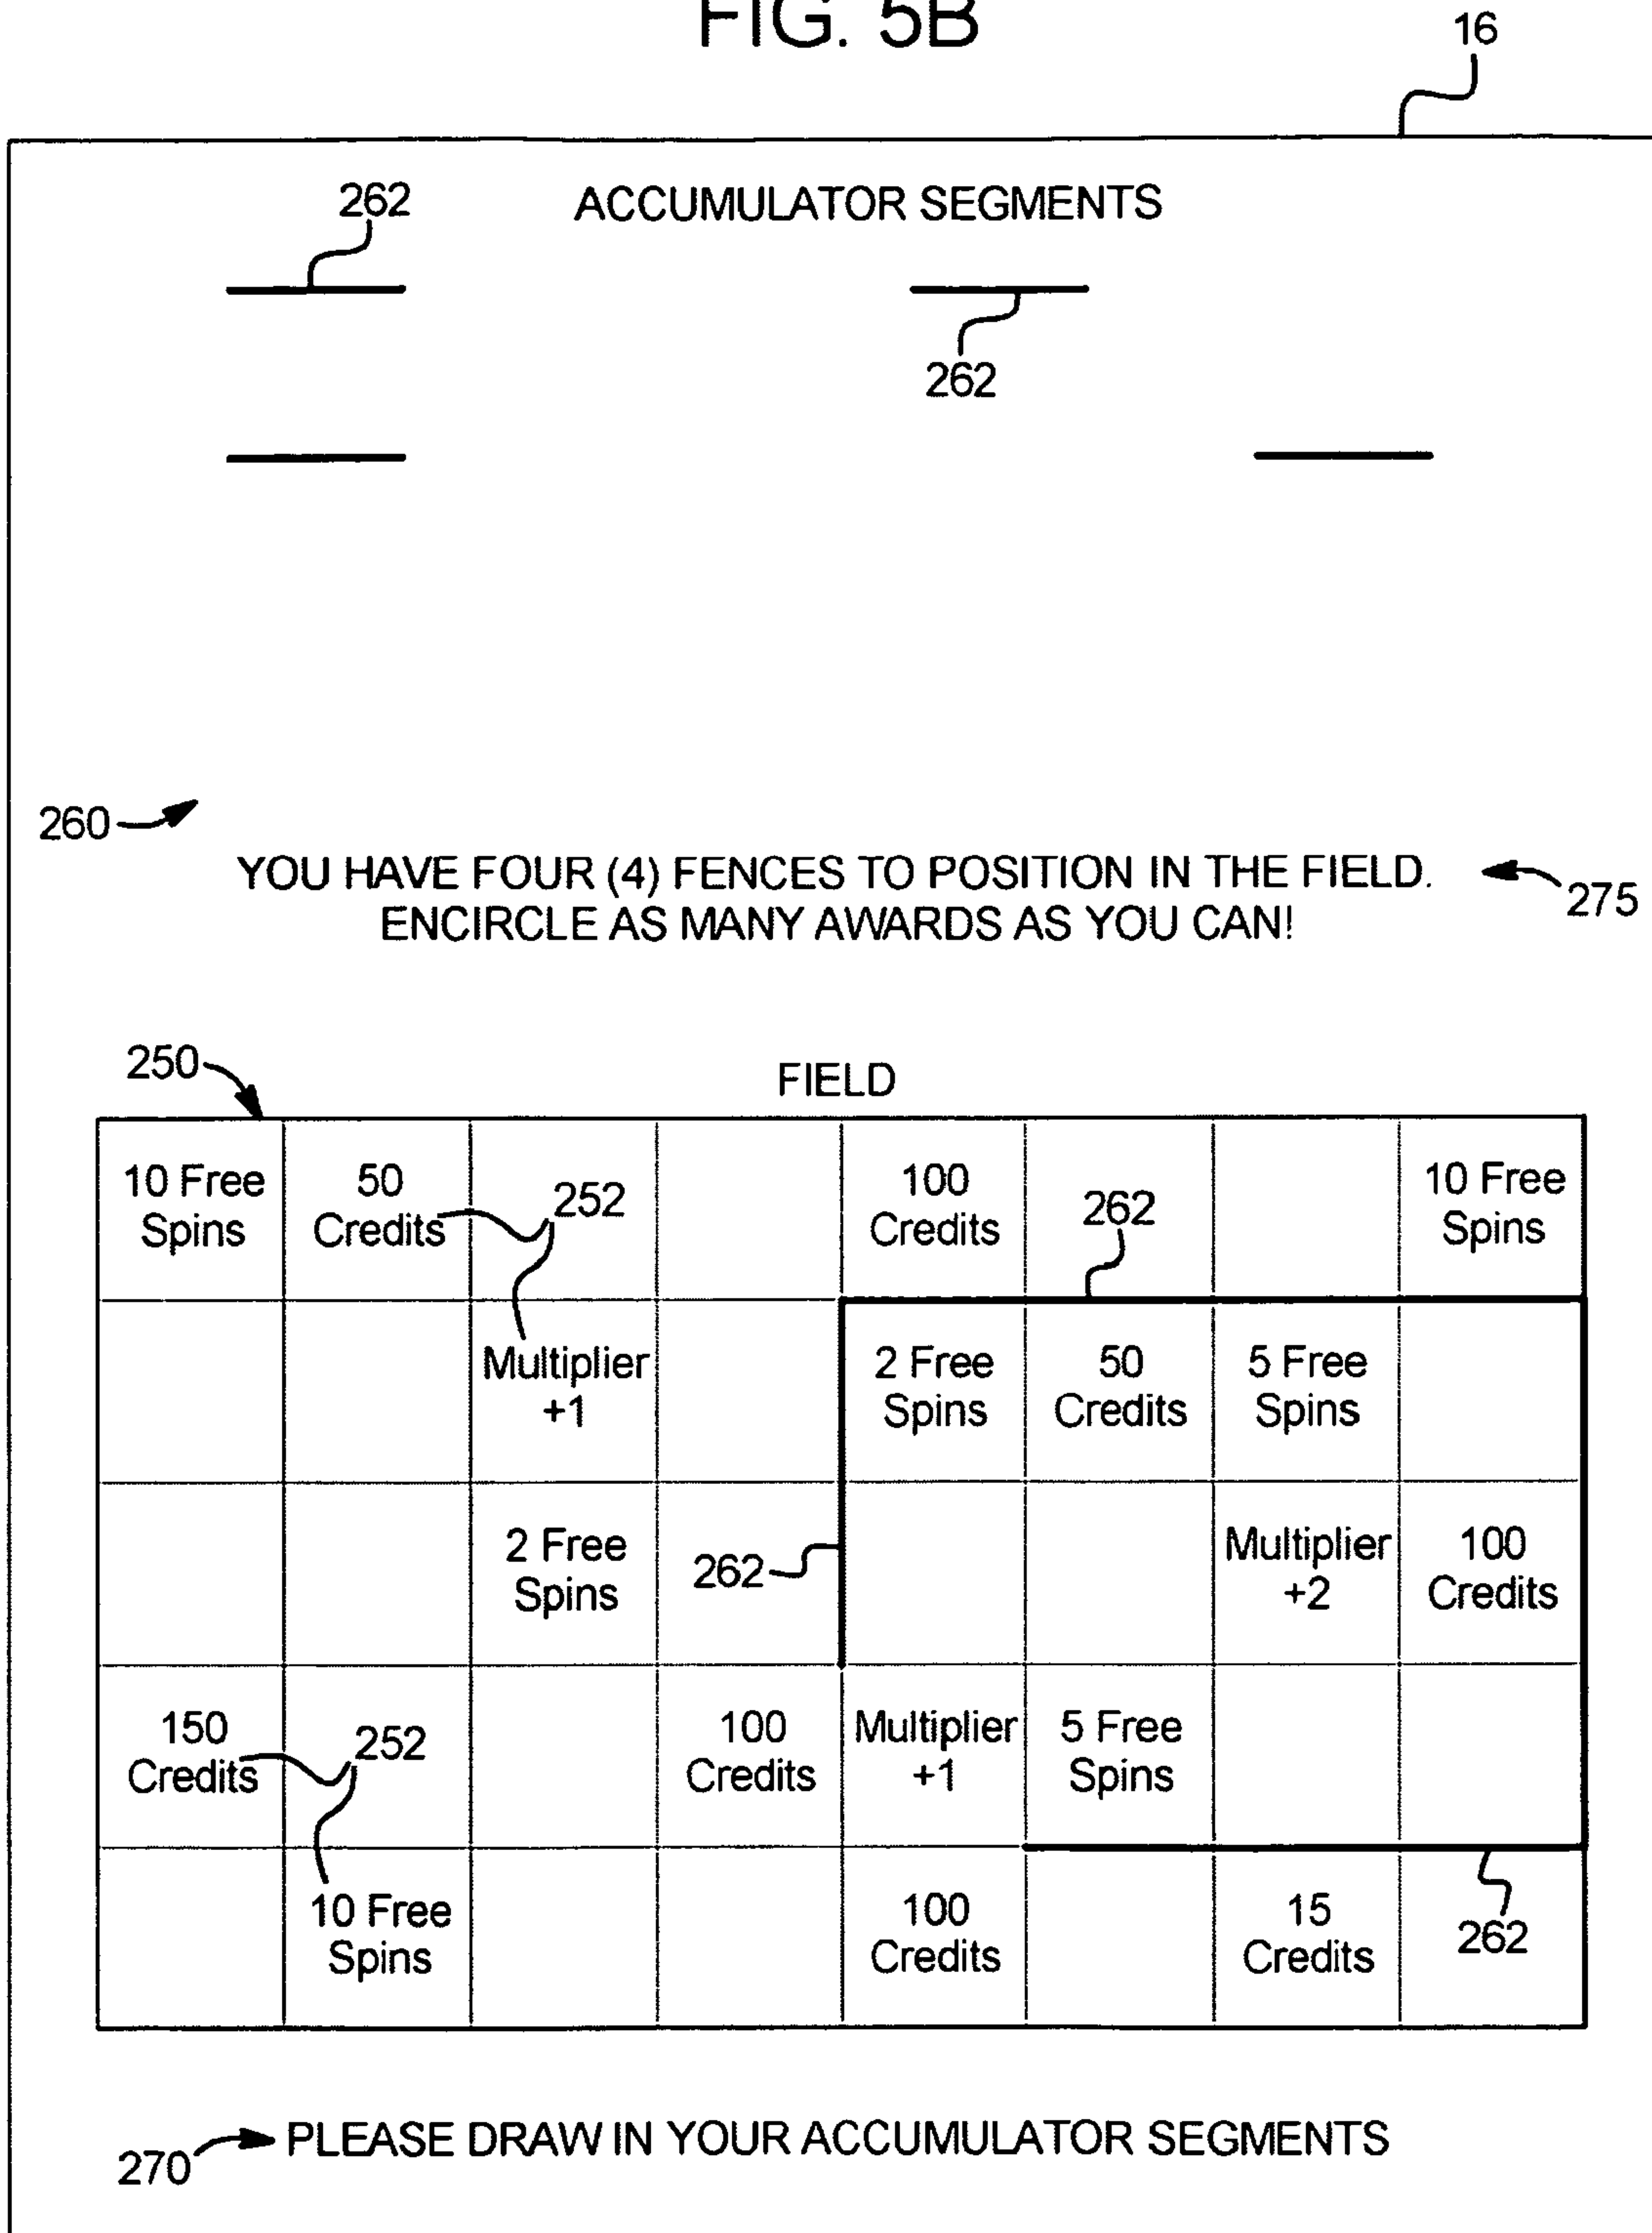 FIG. 5B
16
262
ACCUMULATOR SEGMENTS
262
260
YOU HAVE FOUR (4) FENCES TO POSITION IN THE FIELD.
275
ENCIRCLE AS MANY AWARDS AS YOU CAN!
250
FIELD
10 Free
Spins
50
Credits
252
100
Credits
262
10 Free
Spins
Multiplier
+1
2 Free
Spins
50
Credits
5 Free
Spins
2 Free
Spins
262
Multiplier
+2
100
Credits
150
Credits
252
100
Credits
Multiplier
+1
5 Free
Spins
10 Free
Spins
100
Credits
15
Credits
262
270
PLEASE DRAW IN YOUR ACCUMULATOR SEGMENTS